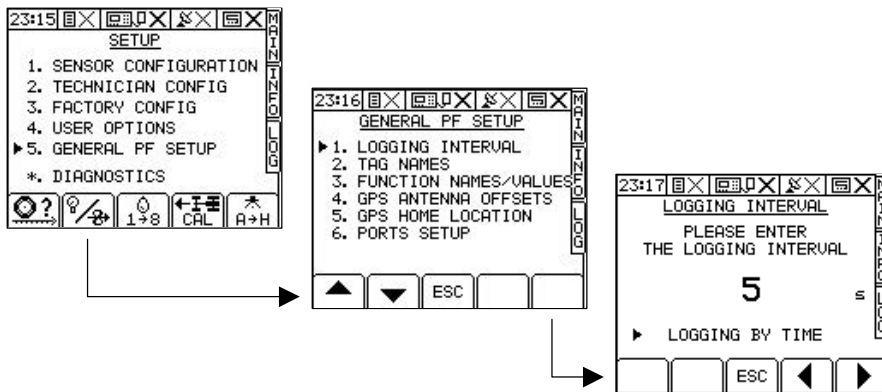 23:15
SETUP
1. SENSOR CONFIGURATION
2. TECHNICIAN CONFIG
3. FACTORY CONFIG
4. USER OPTIONS
5. GENERAL PF SETUP
*. DIAGNOSTICS
MAIN INFO LOG
? 1→8 CAL A→H
23:16
GENERAL PF SETUP
1. LOGGING INTERVAL
2. TAG NAMES
3. FUNCTION NAMES/VALUES
4. GPS ANTENNA OFFSETS
5. GPS HOME LOCATION
6. PORTS SETUP
MAIN INFO LOG
ESC
23:17
LOGGING INTERVAL
PLEASE ENTER
THE LOGGING INTERVAL
5 s
LOGGING BY TIME
ESC